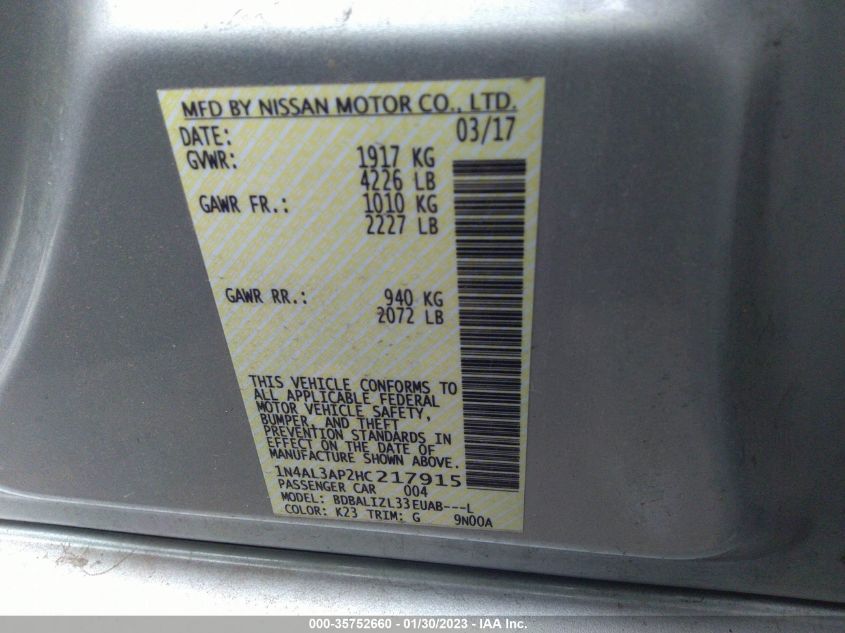 MFD BY NISSAN MOTOR CO., LTD.
DATE: 03/17
GVWR: 1917 KG
4226 LB
GAWR FR.: 1010 KG
2227 LB
GAWR RR.: 940 KG
2072 LB
THIS VEHICLE CONFORMS TO
ALL APPLICABLE FEDERAL
MOTOR VEHICLE SAFETY,
BUMPER, AND THEFT
PREVENTION STANDARDS IN
EFFECT ON THE DATE OF
MANUFACTURE SHOWN ABOVE.
1N4AL3AP2HC217915
PASSENGER CAR 004
MODEL: BDBALIZL33EUAB---L
COLOR: K23 TRIM: G 9N00A
000-35752660 - 01/30/2023 - IAA Inc.